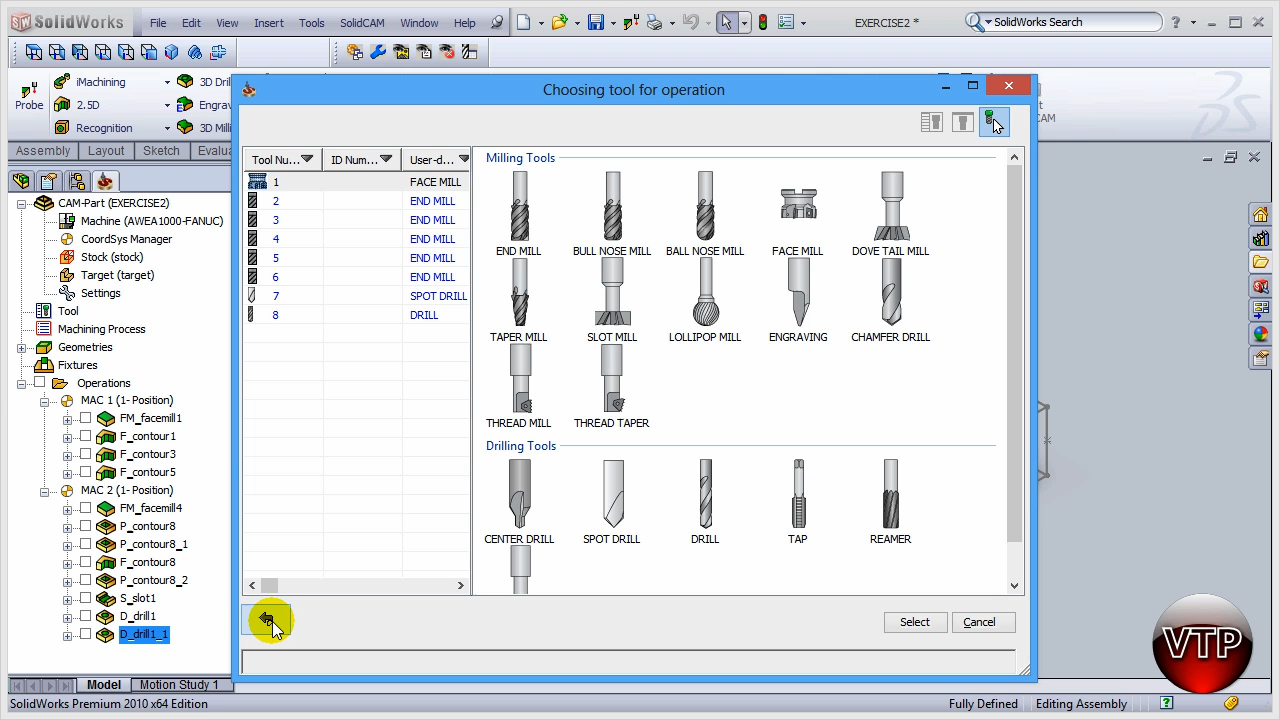 SolidWorks File Edit View Insert Tools SolidCAM Window Help EXERCISE2 * SolidWorks Search
Probe iMachining 3D Dril
2.5D Engrav
Recognition 3D Milli
CAM
Assembly Layout Sketch Evalua
Choosing tool for operation
CAM-Part (EXERCISE2)
Machine (AWEA1000-FANUC)
CoordSys Manager
Stock (stock)
Target (target)
Settings
Tool
Machining Process
Geometries
Fixtures
Operations
MAC 1 (1- Position)
FM_facemill1
F_contour1
F_contour3
F_contour5
MAC 2 (1- Position)
FM_facemill4
P_contour8
P_contour8_1
F_contour8
P_contour8_2
S_slot1
D_drill1
D_drill1_1
Tool Nu... ID Num... User-d...
1 FACE MILL
2 END MILL
3 END MILL
4 END MILL
5 END MILL
6 END MILL
7 SPOT DRILL
8 DRILL
Milling Tools
END MILL BULL NOSE MILL BALL NOSE MILL FACE MILL DOVE TAIL MILL
TAPER MILL SLOT MILL LOLLIPOP MILL ENGRAVING CHAMFER DRILL
THREAD MILL THREAD TAPER
Drilling Tools
CENTER DRILL SPOT DRILL DRILL TAP REAMER
Select Cancel
VTP
Model Motion Study 1
SolidWorks Premium 2010 x64 Edition Fully Defined Editing Assembly